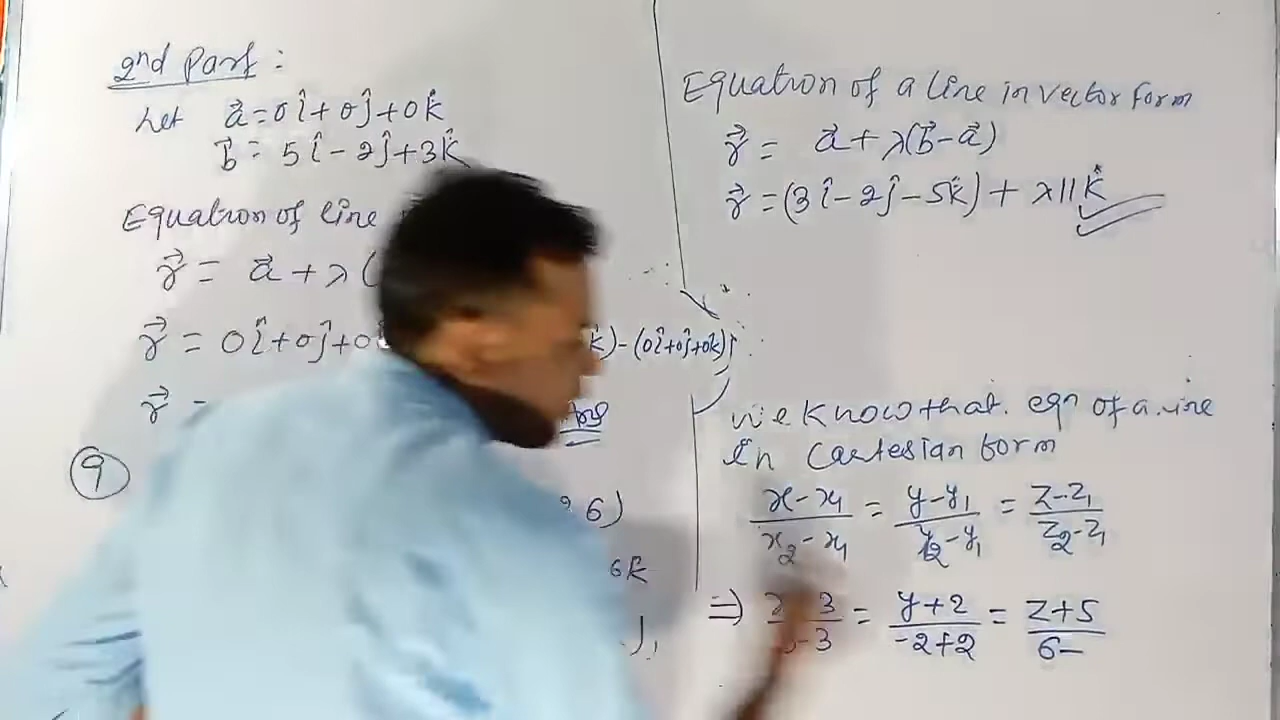 2nd Part :
Let a⃗ = 0î + 0ĵ + 0k̂
b⃗ = 5î - 2ĵ + 3k̂
Equation of line
r⃗ = a⃗ + λ (
r⃗ = 0î + 0ĵ + 0 k̂) - (0î + 0ĵ + 0k̂)
r⃗ = Ans
9
6)
6k̂
Equation of a line in vector form
r⃗ = a⃗ + λ(b⃗ - a⃗)
r⃗ = (3î - 2ĵ - 5k̂) + λ11k̂
We know that. eqn of a line
In Cartesian form
(x - x₁)/(x₂ - x₁) = (y - y₁)/(y₂ - y₁) = (z - z₁)/(z₂ - z₁)
⇒ 3/-3 = (y + 2)/(-2 + 2) = (z + 5)/(6 -